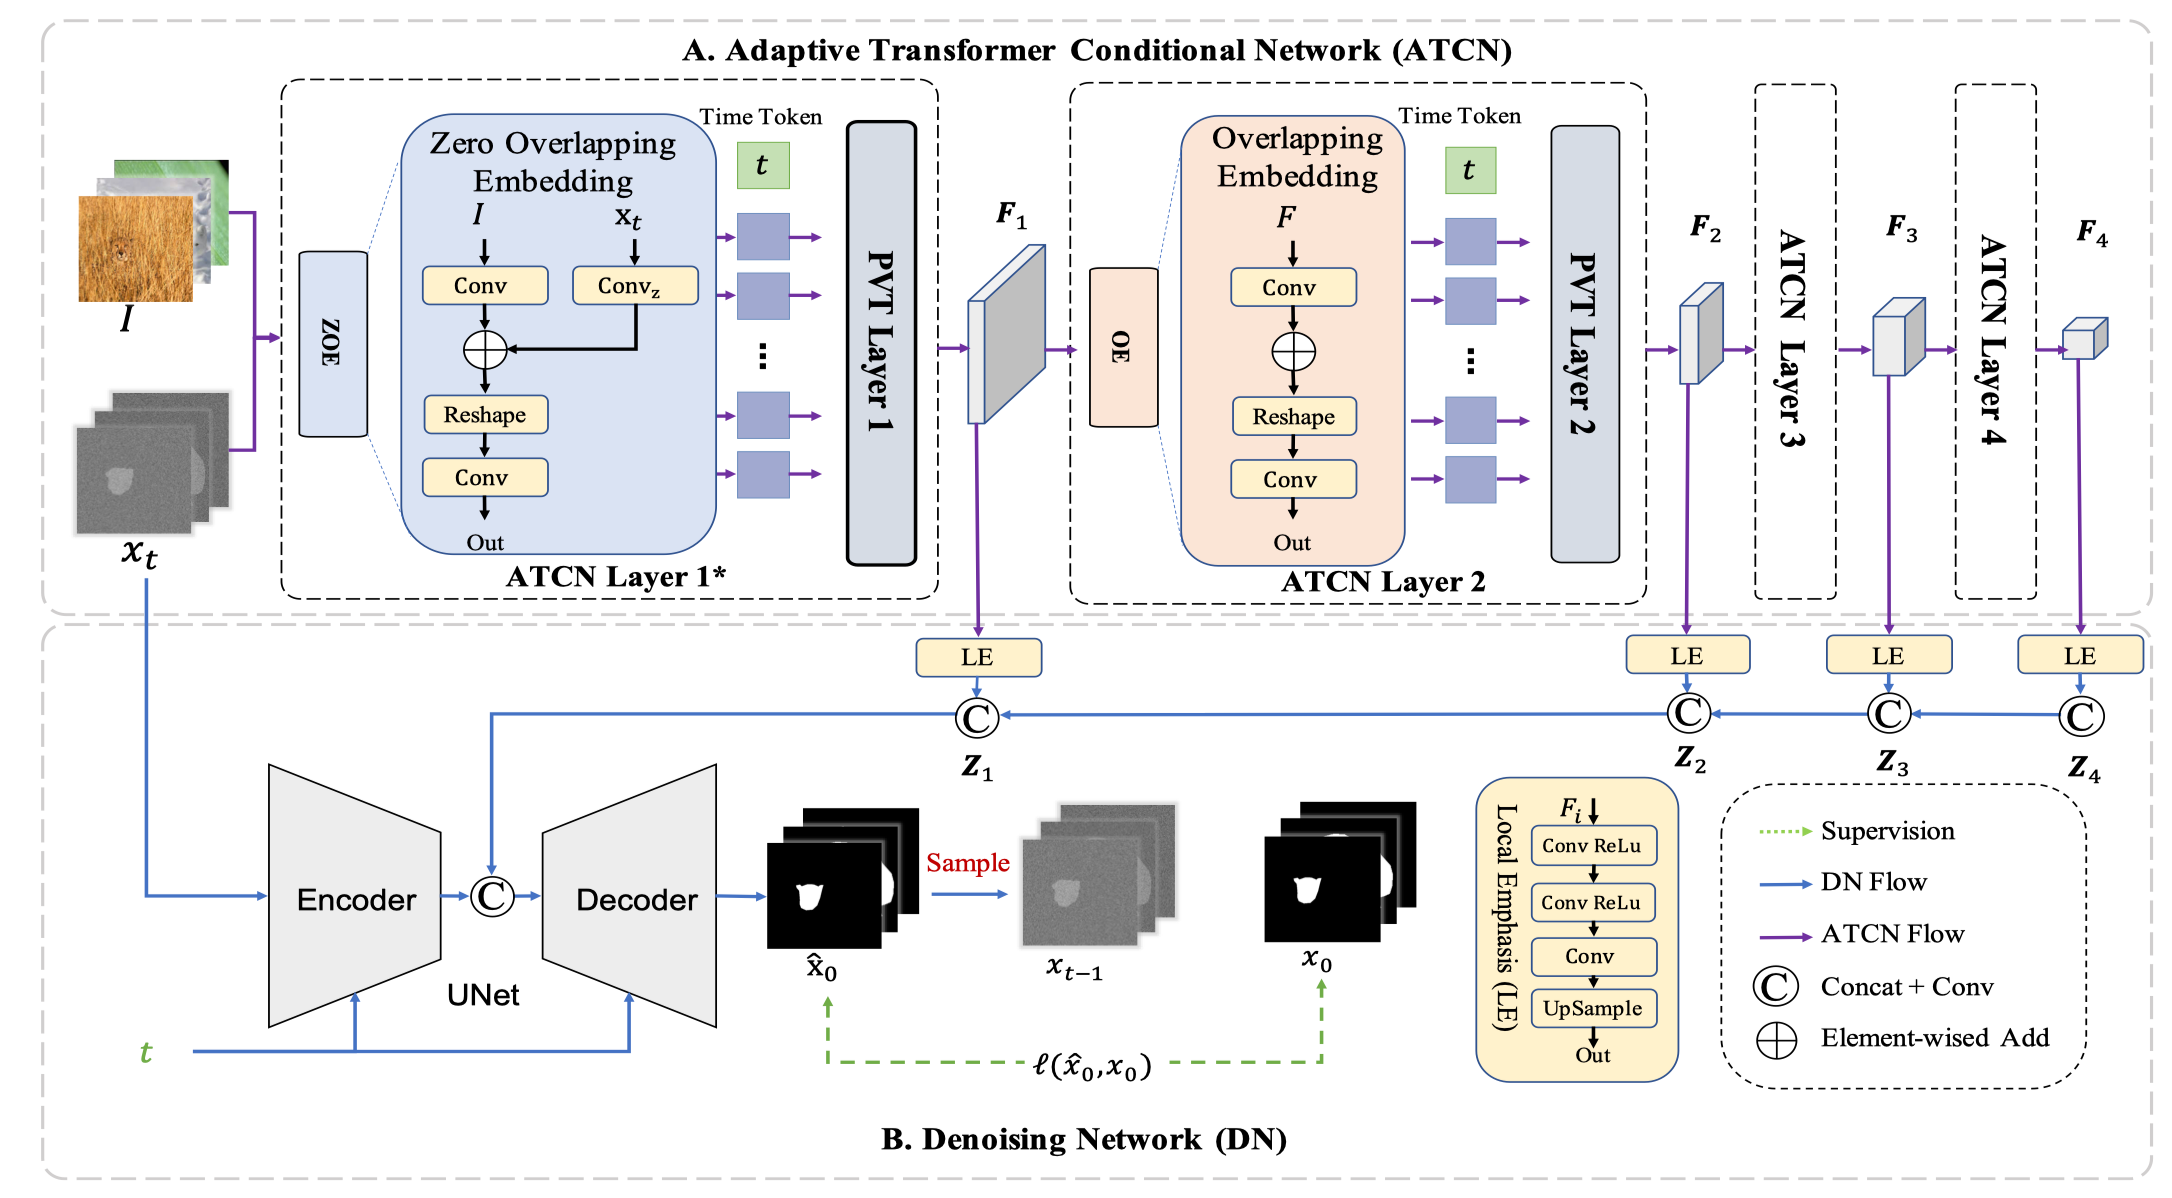 A. Adaptive Transformer Conditional Network (ATCN)
I
x_t
ZOE
Zero Overlapping
Embedding
I
x_t
Conv
Conv_z
Reshape
Conv
Out
ATCN Layer 1*
Time Token
t
...
PVT Layer 1
F_1
OE
Overlapping
Embedding
F
Conv
Reshape
Conv
Out
ATCN Layer 2
Time Token
t
...
PVT Layer 2
F_2
ATCN Layer 3
F_3
ATCN Layer 4
F_4
LE
LE
LE
LE
C
C
C
C
Z_1
Z_2
Z_3
Z_4
Encoder
C
Decoder
UNet
t
x̂_0
Sample
x_{t−1}
x_0
ℓ(x̂_0,x_0)
Local Emphasis (LE)
F_i
Conv ReLu
Conv ReLu
Conv
UpSample
Out
Supervision
DN Flow
ATCN Flow
C Concat + Conv
Element-wised Add
B. Denoising Network (DN)